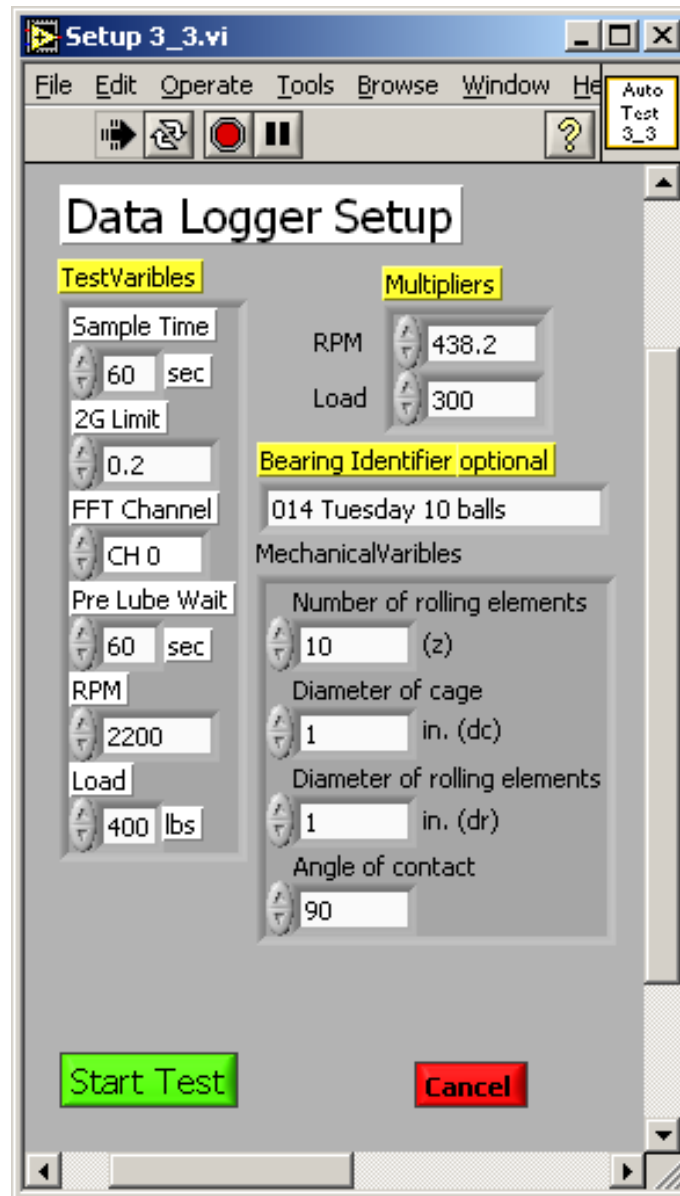 Setup 3_3.vi
File Edit Operate Tools Browse Window He
Auto
Test
3_3
Data Logger Setup
TestVaribles
Sample Time
60 sec
2G Limit
0.2
FFT Channel
CH 0
Pre Lube Wait
60 sec
RPM
2200
Load
400 lbs
Multipliers
RPM 438.2
Load 300
Bearing Identifier optional
014 Tuesday 10 balls
MechanicalVaribles
Number of rolling elements
10 (z)
Diameter of cage
1 in. (dc)
Diameter of rolling elements
1 in. (dr)
Angle of contact
90
Start Test
Cancel